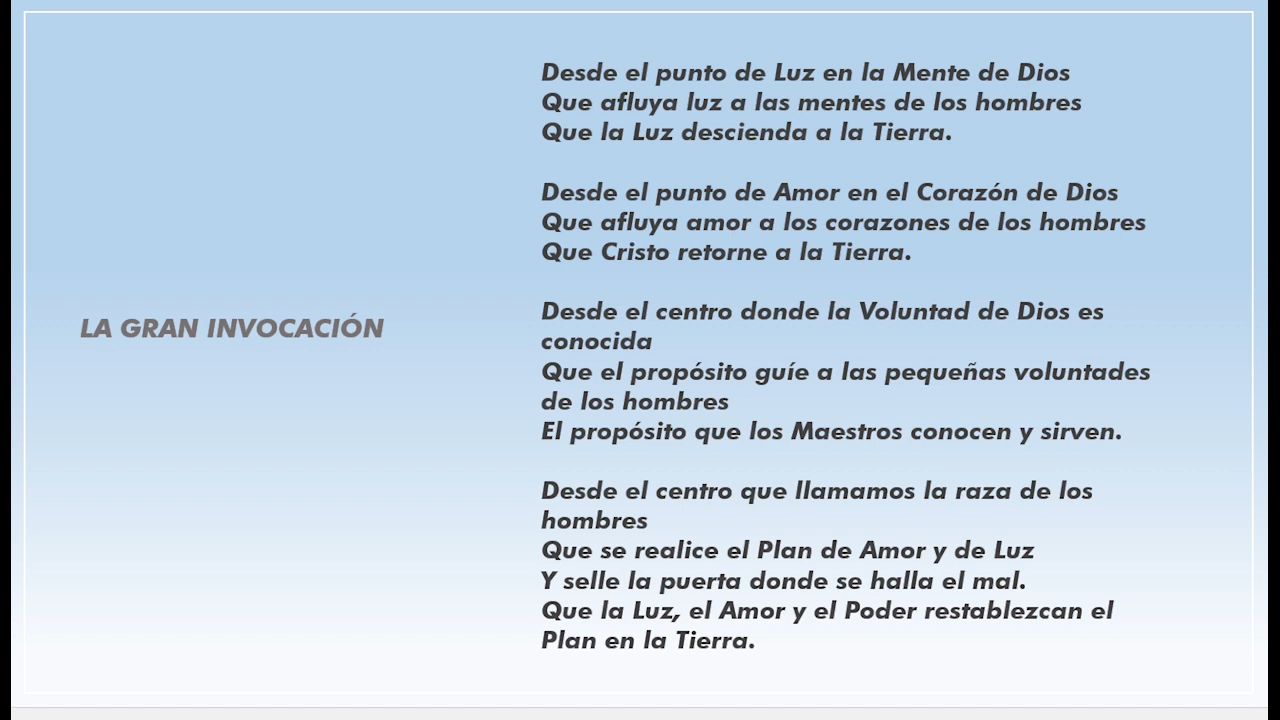 LA GRAN INVOCACIÓN
Desde el punto de Luz en la Mente de Dios
Que afluya luz a las mentes de los hombres
Que la Luz descienda a la Tierra.
Desde el punto de Amor en el Corazón de Dios
Que afluya amor a los corazones de los hombres
Que Cristo retorne a la Tierra.
Desde el centro donde la Voluntad de Dios es
conocida
Que el propósito guíe a las pequeñas voluntades
de los hombres
El propósito que los Maestros conocen y sirven.
Desde el centro que llamamos la raza de los
hombres
Que se realice el Plan de Amor y de Luz
Y selle la puerta donde se halla el mal.
Que la Luz, el Amor y el Poder restablezcan el
Plan en la Tierra.